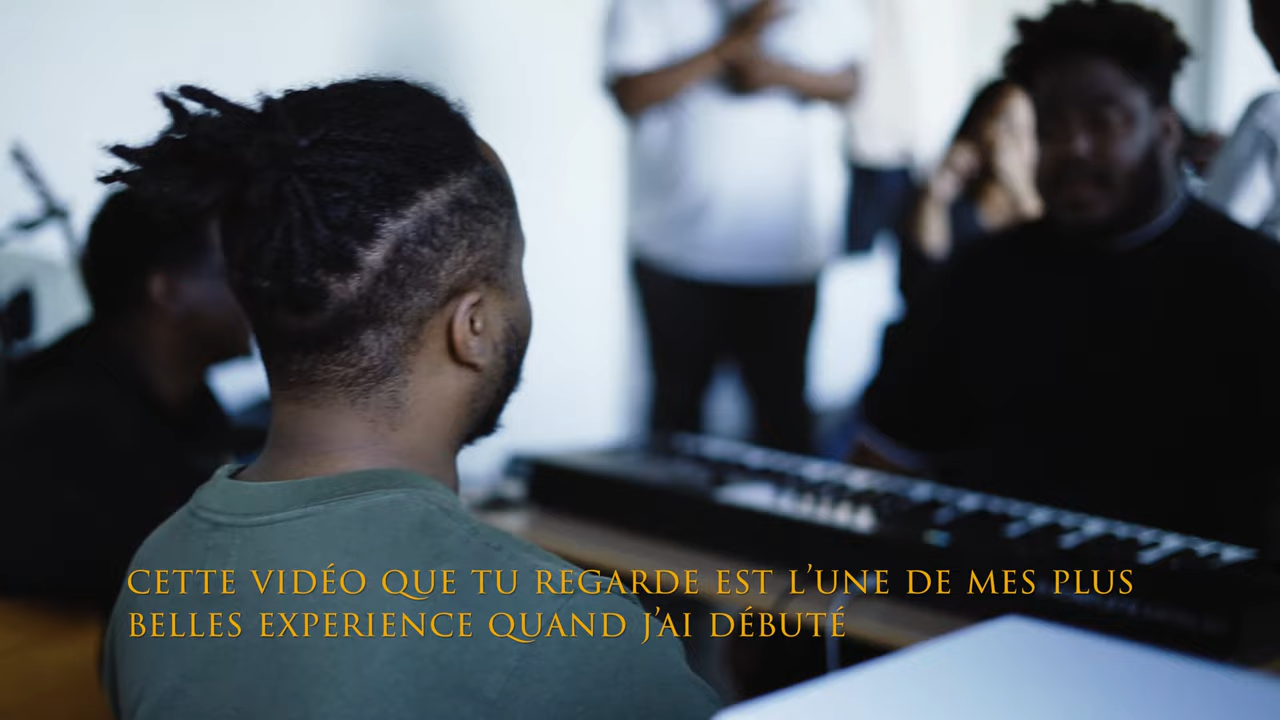 CETTE VIDÉO QUE TU REGARDE EST L’UNE DE MES PLUS
BELLES EXPERIENCE QUAND J’AI DÉBUTÉ